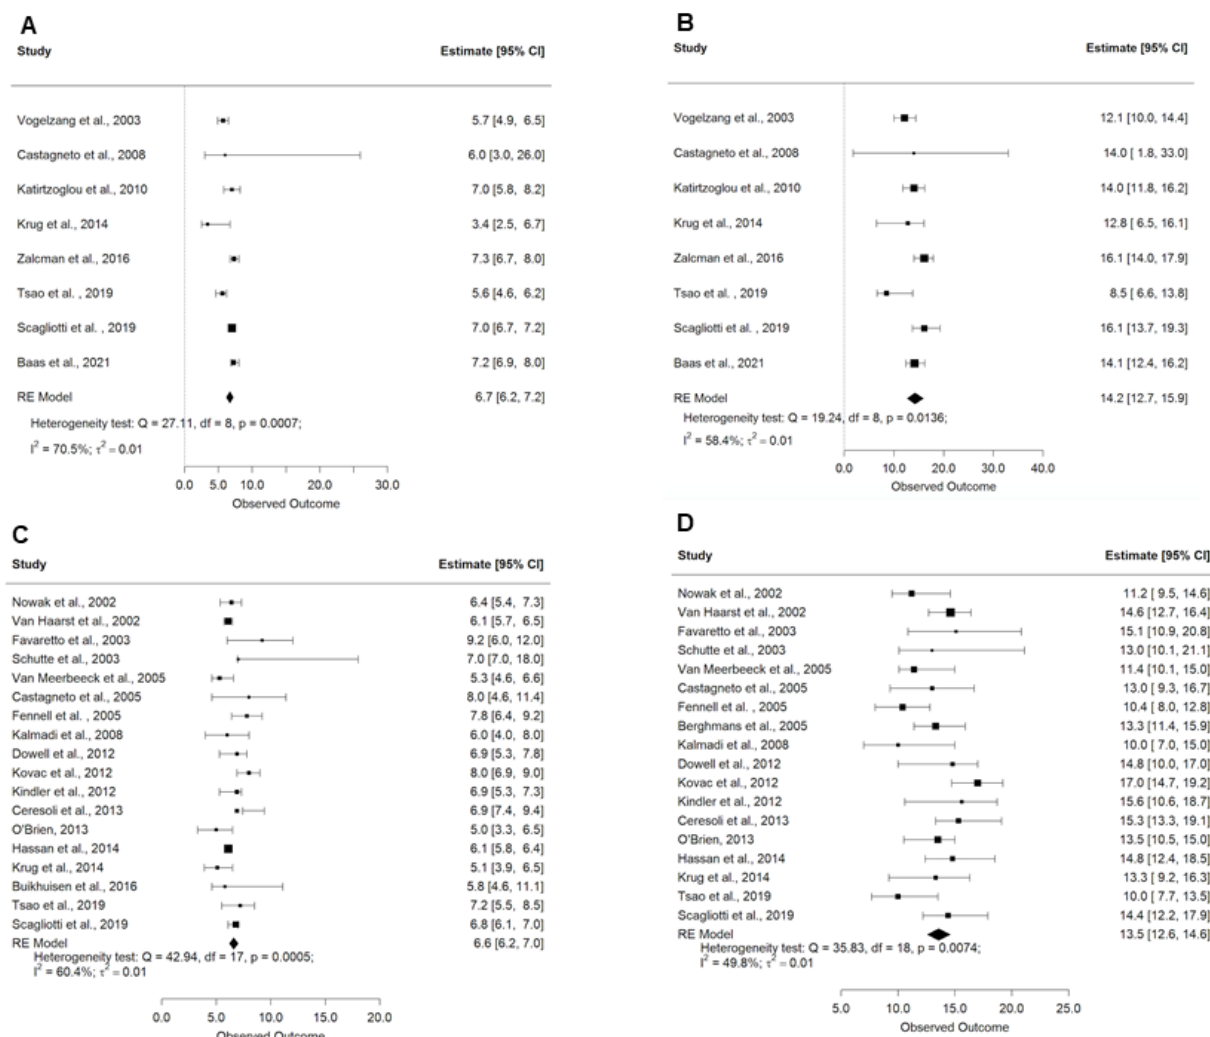 A
Study Estimate [95% CI]
Vogelzang et al., 2003 5.7 [4.9, 6.5]
Castagneto et al., 2008 6.0 [3.0, 26.0]
Katirtzoglou et al., 2010 7.0 [5.8, 8.2]
Krug et al., 2014 3.4 [2.5, 6.7]
Zalcman et al., 2016 7.3 [6.7, 8.0]
Tsao et al. , 2019 5.6 [4.6, 6.2]
Scagliotti et al. , 2019 7.0 [6.7, 7.2]
Baas et al., 2021 7.2 [6.9, 8.0]
RE Model 6.7 [6.2, 7.2]
Heterogeneity test: Q = 27.11, df = 8, p = 0.0007;
I² = 70.5%; τ² = 0.01
0.0 5.0 10.0 20.0 30.0
Observed Outcome
B
Study Estimate [95% CI]
Vogelzang et al., 2003 12.1 [10.0, 14.4]
Castagneto et al., 2008 14.0 [ 1.8, 33.0]
Katirtzoglou et al., 2010 14.0 [11.8, 16.2]
Krug et al., 2014 12.8 [ 6.5, 16.1]
Zalcman et al., 2016 16.1 [14.0, 17.9]
Tsao et al. , 2019 8.5 [ 6.6, 13.8]
Scagliotti et al. , 2019 16.1 [13.7, 19.3]
Baas et al., 2021 14.1 [12.4, 16.2]
RE Model 14.2 [12.7, 15.9]
Heterogeneity test: Q = 19.24, df = 8, p = 0.0136;
I² = 58.4%; τ² = 0.01
0.0 10.0 20.0 30.0 40.0
Observed Outcome
C
Study Estimate [95% CI]
Nowak et al., 2002 6.4 [5.4, 7.3]
Van Haarst et al., 2002 6.1 [5.7, 6.5]
Favaretto et al., 2003 9.2 [6.0, 12.0]
Schutte et al., 2003 7.0 [7.0, 18.0]
Van Meerbeeck et al., 2005 5.3 [4.6, 6.6]
Castagneto et al., 2005 8.0 [4.6, 11.4]
Fennell et al. , 2005 7.8 [6.4, 9.2]
Kalmadi et al., 2008 6.0 [4.0, 8.0]
Dowell et al., 2012 6.9 [5.3, 7.8]
Kovac et al., 2012 8.0 [6.9, 9.0]
Kindler et al., 2012 6.9 [5.3, 7.3]
Ceresoli et al., 2013 6.9 [7.4, 9.4]
O'Brien, 2013 5.0 [3.3, 6.5]
Hassan et al., 2014 6.1 [5.8, 6.4]
Krug et al., 2014 5.1 [3.9, 6.5]
Buikhuisen et al., 2016 5.8 [4.6, 11.1]
Tsao et al., 2019 7.2 [5.5, 8.5]
Scagliotti et al., 2019 6.8 [6.1, 7.0]
RE Model 6.6 [6.2, 7.0]
Heterogeneity test: Q = 42.94, df = 17, p = 0.0005;
I² = 60.4%; τ² = 0.01
0.0 5.0 10.0 15.0 20.0
Observed Outcome
D
Study Estimate [95% CI]
Nowak et al., 2002 11.2 [ 9.5, 14.6]
Van Haarst et al., 2002 14.6 [12.7, 16.4]
Favaretto et al., 2003 15.1 [10.9, 20.8]
Schutte et al., 2003 13.0 [10.1, 21.1]
Van Meerbeeck et al., 2005 11.4 [10.1, 15.0]
Castagneto et al., 2005 13.0 [ 9.3, 16.7]
Fennell et al. , 2005 10.4 [ 8.0, 12.8]
Berghmans et al., 2005 13.3 [11.4, 15.9]
Kalmadi et al., 2008 10.0 [ 7.0, 15.0]
Dowell et al., 2012 14.8 [10.0, 17.0]
Kovac et al., 2012 17.0 [14.7, 19.2]
Kindler et al., 2012 15.6 [10.6, 18.7]
Ceresoli et al., 2013 15.3 [13.3, 19.1]
O'Brien, 2013 13.5 [10.5, 15.0]
Hassan et al., 2014 14.8 [12.4, 18.5]
Krug et al., 2014 13.3 [ 9.2, 16.3]
Tsao et al., 2019 10.0 [ 7.7, 13.5]
Scagliotti et al., 2019 14.4 [12.2, 17.9]
RE Model 13.5 [12.6, 14.6]
Heterogeneity test: Q = 35.83, df = 18, p = 0.0074;
I² = 49.8%; τ² = 0.01
5.0 10.0 15.0 20.0 25.0
Observed Outcome